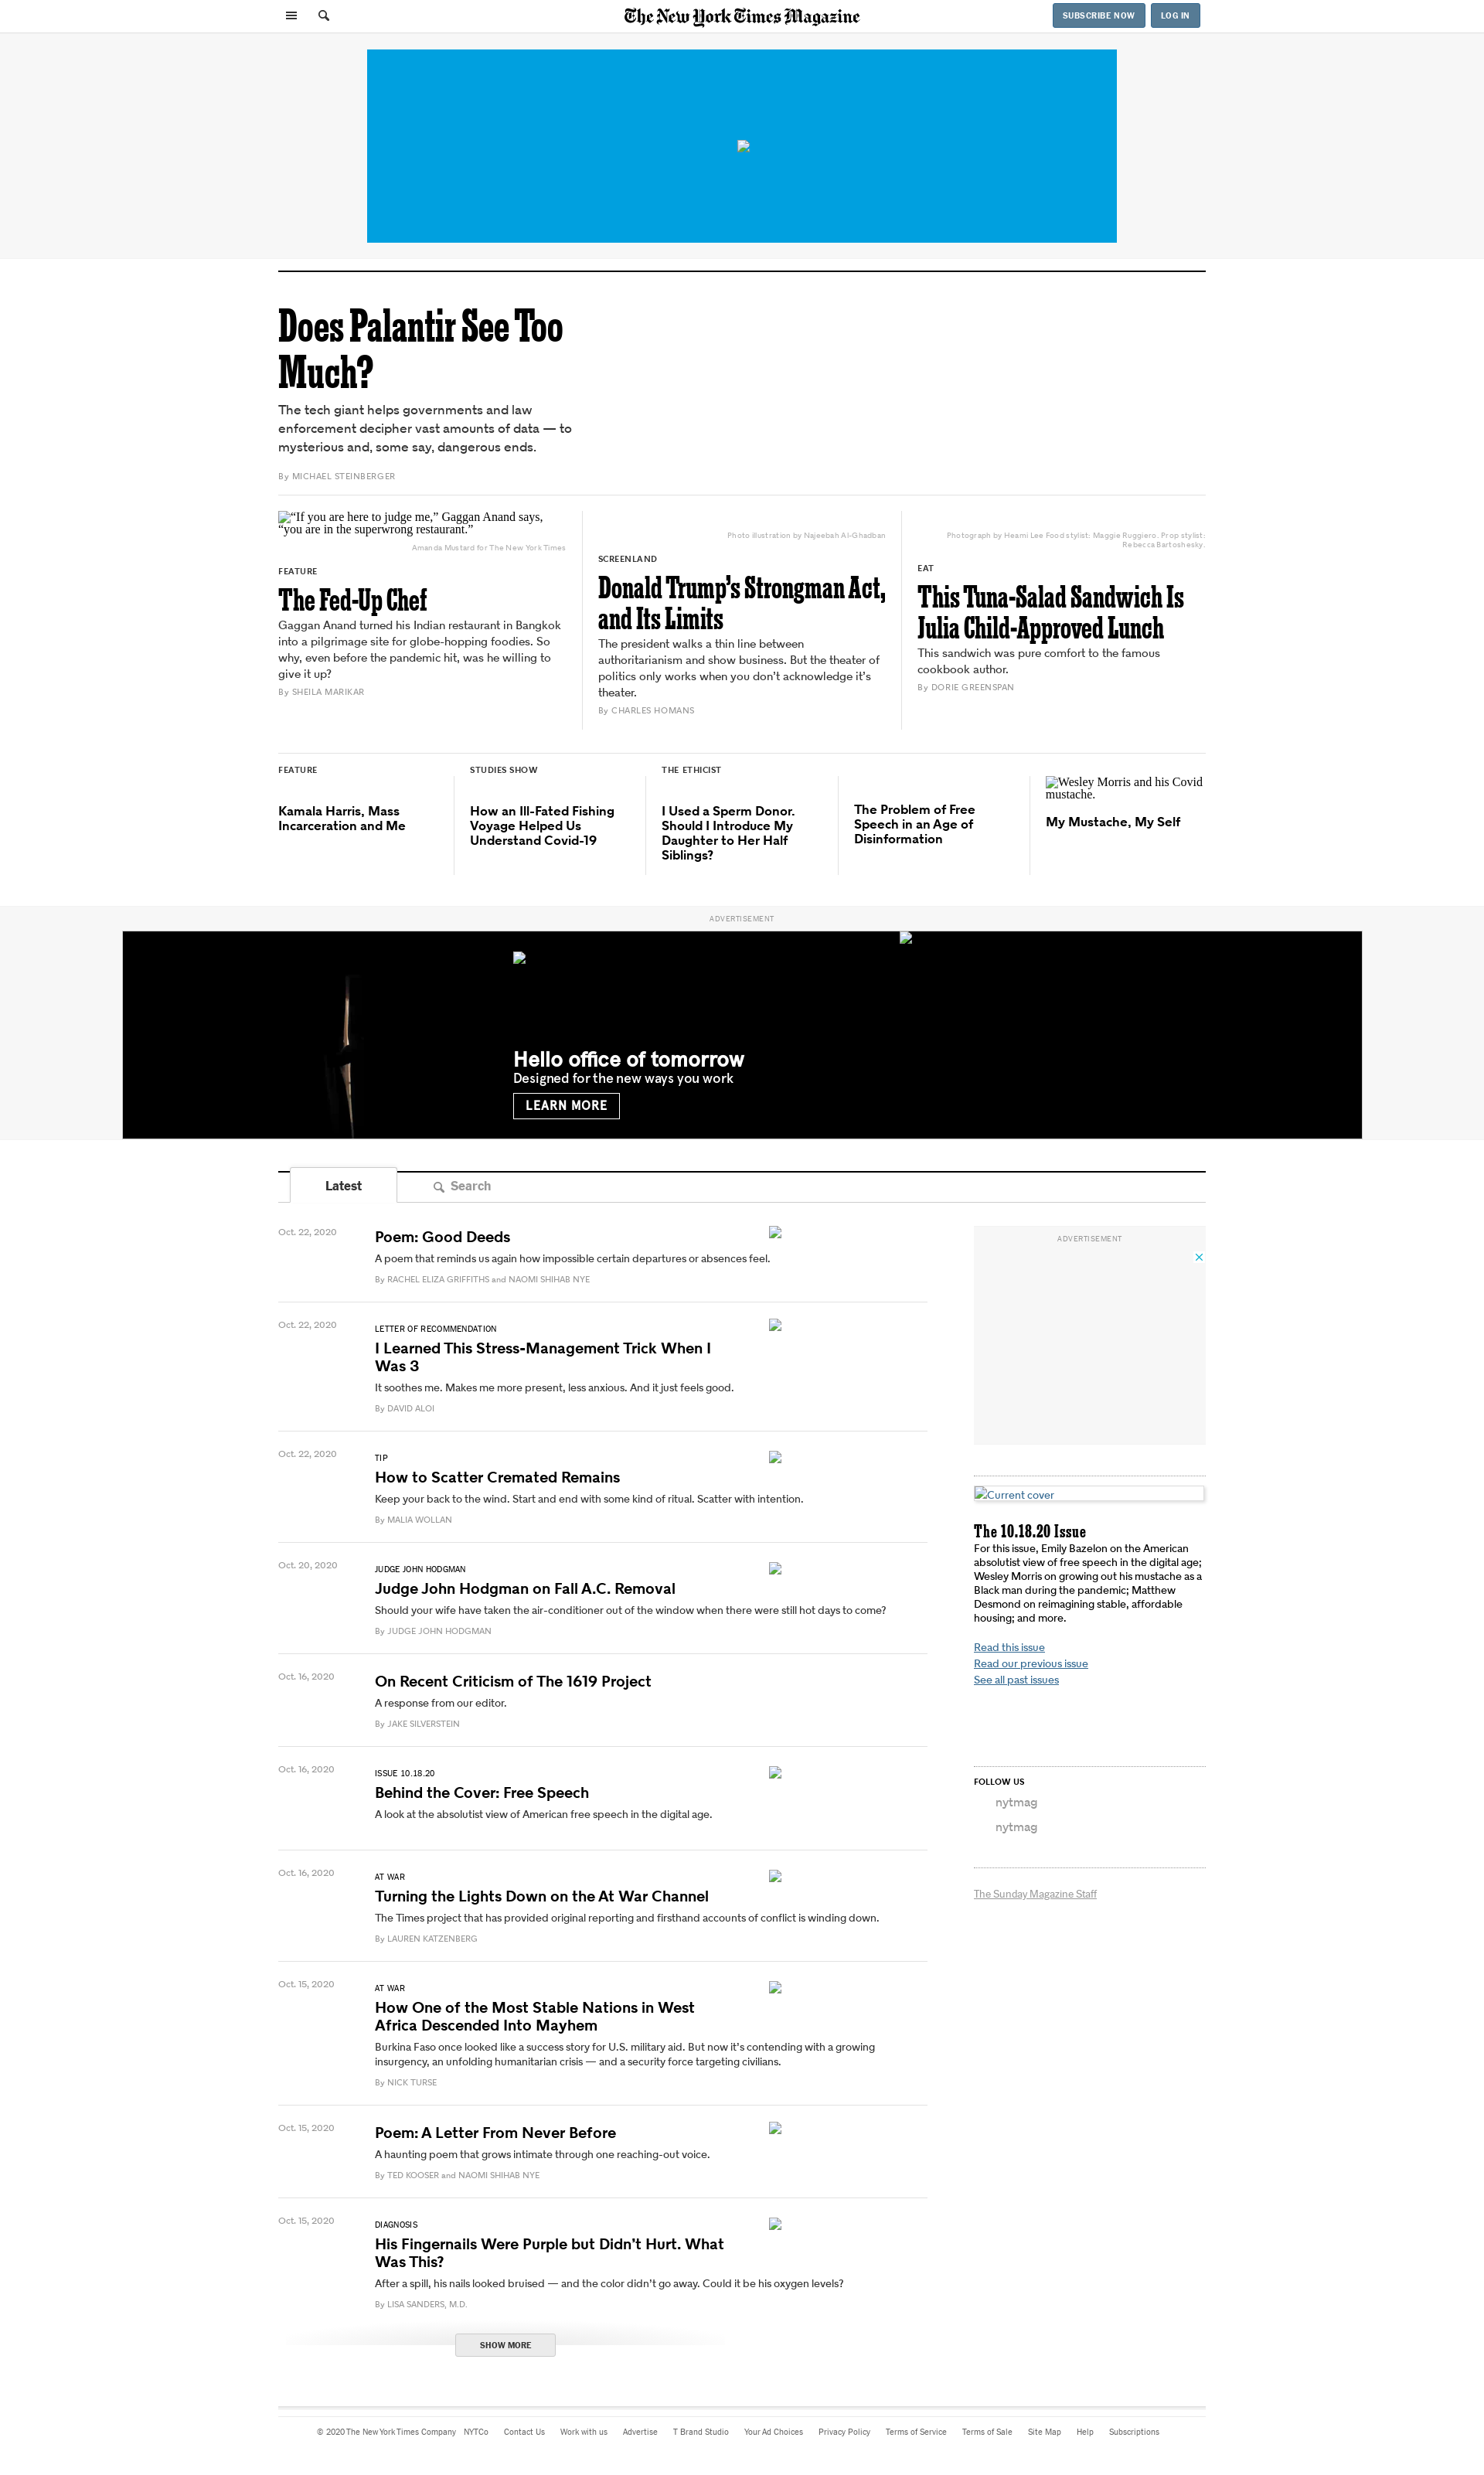 The New York Times Magazine
SUBSCRIBE NOW
LOG IN
Does Palantir See Too
Much?
The tech giant helps governments and law
enforcement decipher vast amounts of data — to
mysterious and, some say, dangerous ends.
By MICHAEL STEINBERGER
“If you are here to judge me,” Gaggan Anand says,
“you are in the superwrong restaurant.”
Amanda Mustard for The New York Times
FEATURE
The Fed-Up Chef
Gaggan Anand turned his Indian restaurant in Bangkok
into a pilgrimage site for globe-hopping foodies. So
why, even before the pandemic hit, was he willing to
give it up?
By SHEILA MARIKAR
Photo illustration by Najeebah Al-Ghadban
SCREENLAND
Donald Trump’s Strongman Act,
and Its Limits
The president walks a thin line between
authoritarianism and show business. But the theater of
politics only works when you don’t acknowledge it’s
theater.
By CHARLES HOMANS
Photograph by Heami Lee Food stylist: Maggie Ruggiero. Prop stylist:
Rebecca Bartoshesky.
EAT
This Tuna-Salad Sandwich Is
Julia Child-Approved Lunch
This sandwich was pure comfort to the famous
cookbook author.
By DORIE GREENSPAN
FEATURE
Kamala Harris, Mass
Incarceration and Me
STUDIES SHOW
How an Ill-Fated Fishing
Voyage Helped Us
Understand Covid-19
THE ETHICIST
I Used a Sperm Donor.
Should I Introduce My
Daughter to Her Half
Siblings?
The Problem of Free
Speech in an Age of
Disinformation
Wesley Morris and his Covid
mustache.
My Mustache, My Self
ADVERTISEMENT
Hello office of tomorrow
Designed for the new ways you work
LEARN MORE
Latest
Search
Oct. 22, 2020
Poem: Good Deeds
A poem that reminds us again how impossible certain departures or absences feel.
By RACHEL ELIZA GRIFFITHS and NAOMI SHIHAB NYE
Oct. 22, 2020
LETTER OF RECOMMENDATION
I Learned This Stress-Management Trick When I
Was 3
It soothes me. Makes me more present, less anxious. And it just feels good.
By DAVID ALOI
Oct. 22, 2020
TIP
How to Scatter Cremated Remains
Keep your back to the wind. Start and end with some kind of ritual. Scatter with intention.
By MALIA WOLLAN
Oct. 20, 2020
JUDGE JOHN HODGMAN
Judge John Hodgman on Fall A.C. Removal
Should your wife have taken the air-conditioner out of the window when there were still hot days to come?
By JUDGE JOHN HODGMAN
Oct. 16, 2020
On Recent Criticism of The 1619 Project
A response from our editor.
By JAKE SILVERSTEIN
Oct. 16, 2020
ISSUE 10.18.20
Behind the Cover: Free Speech
A look at the absolutist view of American free speech in the digital age.
Oct. 16, 2020
AT WAR
Turning the Lights Down on the At War Channel
The Times project that has provided original reporting and firsthand accounts of conflict is winding down.
By LAUREN KATZENBERG
Oct. 15, 2020
AT WAR
How One of the Most Stable Nations in West
Africa Descended Into Mayhem
Burkina Faso once looked like a success story for U.S. military aid. But now it’s contending with a growing
insurgency, an unfolding humanitarian crisis — and a security force targeting civilians.
By NICK TURSE
Oct. 15, 2020
Poem: A Letter From Never Before
A haunting poem that grows intimate through one reaching-out voice.
By TED KOOSER and NAOMI SHIHAB NYE
Oct. 15, 2020
DIAGNOSIS
His Fingernails Were Purple but Didn’t Hurt. What
Was This?
After a spill, his nails looked bruised — and the color didn’t go away. Could it be his oxygen levels?
By LISA SANDERS, M.D.
SHOW MORE
ADVERTISEMENT
Current cover
The 10.18.20 Issue
For this issue, Emily Bazelon on the American
absolutist view of free speech in the digital age;
Wesley Morris on growing out his mustache as a
Black man during the pandemic; Matthew
Desmond on reimagining stable, affordable
housing; and more.
Read this issue
Read our previous issue
See all past issues
FOLLOW US
nytmag
nytmag
The Sunday Magazine Staff
© 2020 The New York Times Company NYTCo Contact Us Work with us Advertise T Brand Studio Your Ad Choices Privacy Policy Terms of Service Terms of Sale Site Map Help Subscriptions